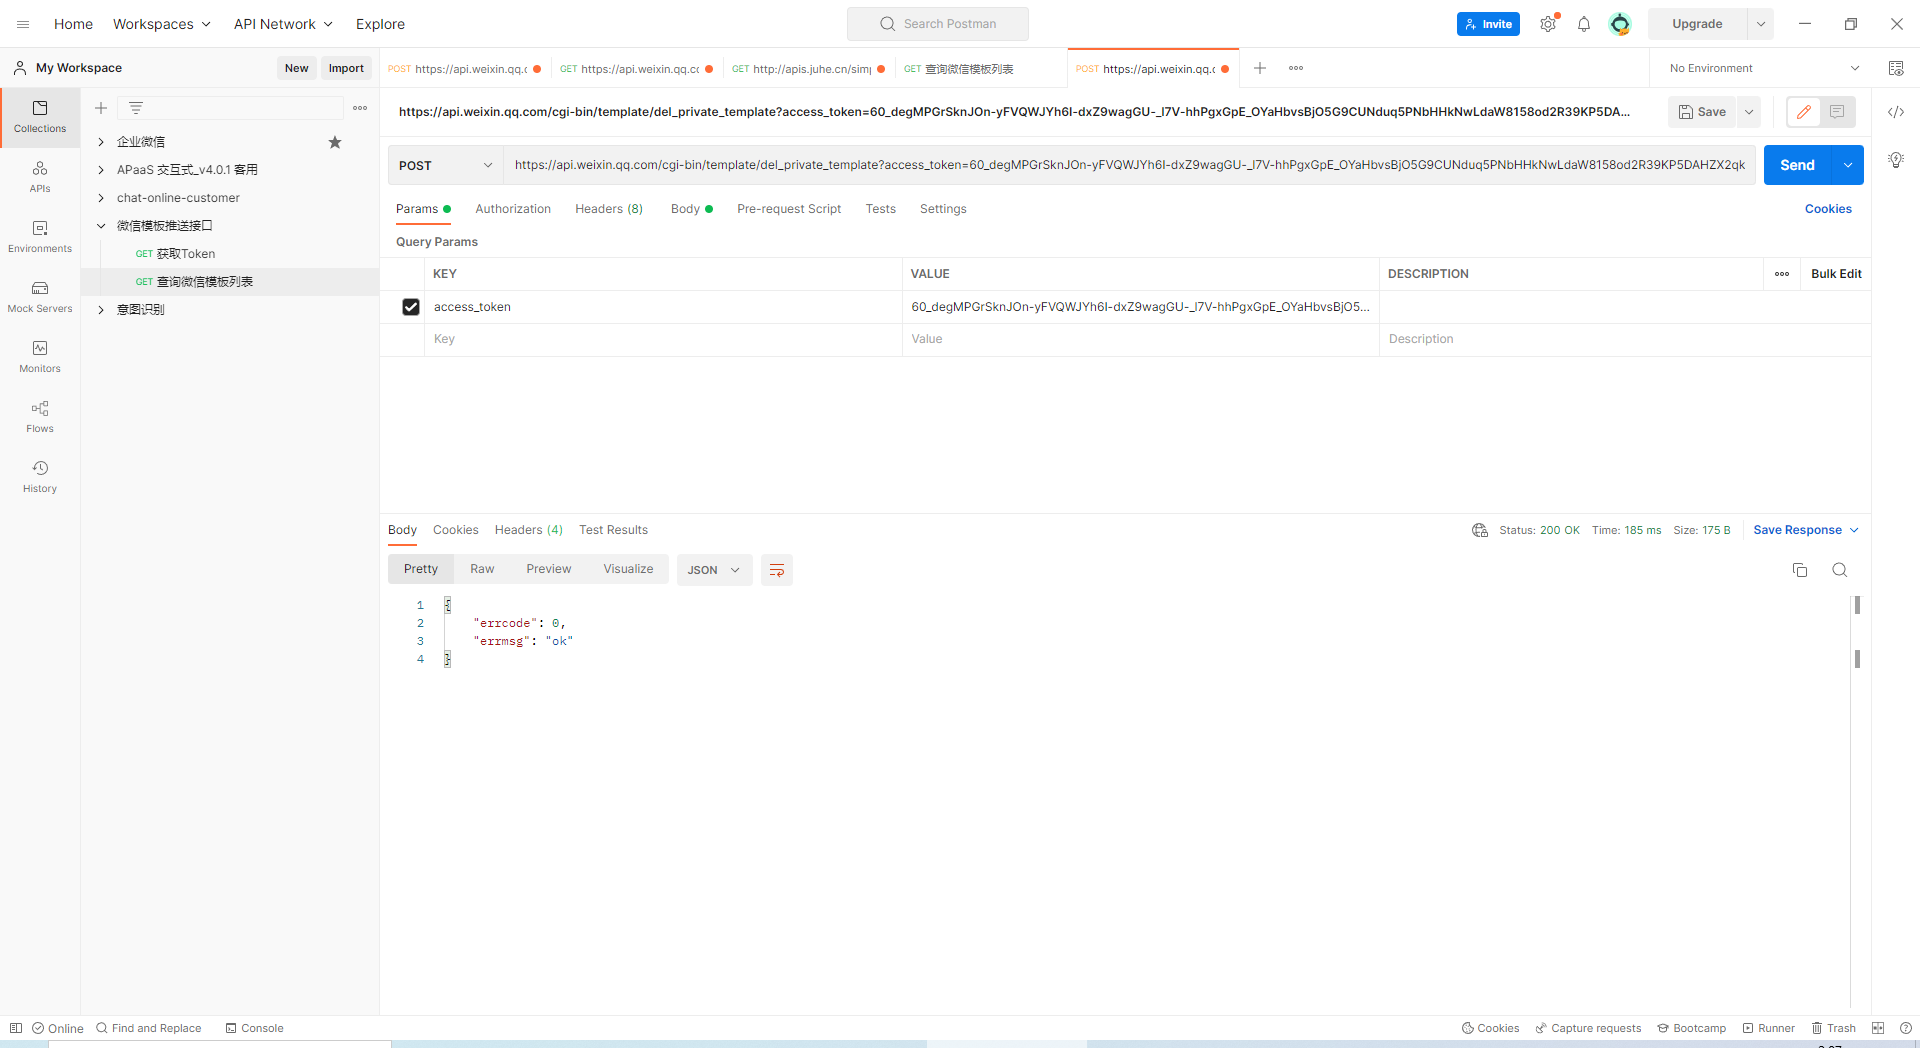 Home Workspaces API Network Explore Search Postman Invite Upgrade
My Workspace New Import POST https://api.weixin.qq.c GET https://api.weixin.qq.cc GET http://apis.juhe.cn/sim GET 查询微信模板列表 POST https://api.weixin.qq.c No Environment
https://api.weixin.qq.com/cgi-bin/template/del_private_template?access_token=60_degMPGrSknJOn-yFVQWJYh6I-dxZ9wagGU-_l7V-hhPgxGpE_OYaHbvsBjO5G9CUNduq5PNbHHkNwLdaW8158od2R39KP5DA... Save
Collections
企业微信
POST https://api.weixin.qq.com/cgi-bin/template/del_private_template?access_token=60_degMPGrSknJOn-yFVQWJYh6I-dxZ9wagGU-_l7V-hhPgxGpE_OYaHbvsBjO5G9CUNduq5PNbHHkNwLdaW8158od2R39KP5DAHZX2qk Send
APaaS 交互式_v4.0.1 客用
APIs
chat-online-customer
Params Authorization Headers (8) Body Pre-request Script Tests Settings Cookies
微信模板推送接口
Query Params
Environments
GET 获取Token
KEY VALUE DESCRIPTION Bulk Edit
GET 查询微信模板列表
Mock Servers
意图识别
access_token 60_degMPGrSknJOn-yFVQWJYh6I-dxZ9wagGU-_l7V-hhPgxGpE_OYaHbvsBjO5...
Key Value Description
Monitors
Flows
History
Body Cookies Headers (4) Test Results Status: 200 OK Time: 185 ms Size: 175 B Save Response
Pretty Raw Preview Visualize JSON
1 {
2 "errcode": 0,
3 "errmsg": "ok"
4 }
Online Find and Replace Console Cookies Capture requests Bootcamp Runner Trash